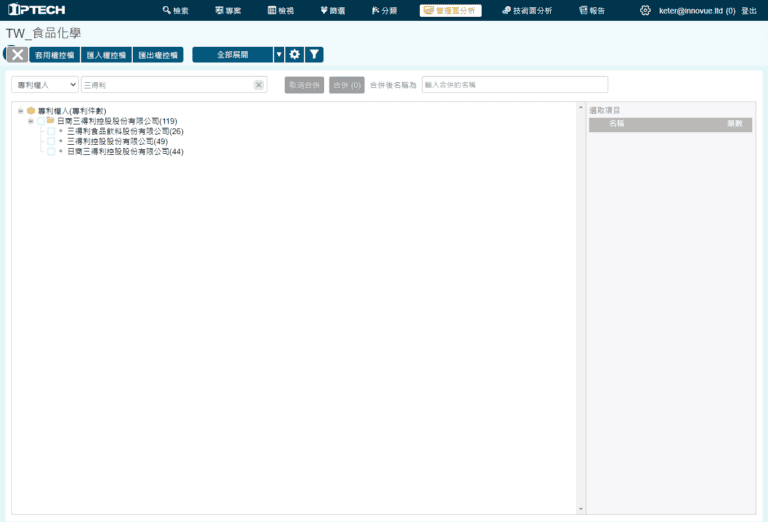 IPTECH 檢索 專案 檢視 篩選 分類 管理面分析 技術面分析 報告 keter@innovue.ltd (0) 登出
TW_食品化學
套用權控檔 匯入權控檔 匯出權控檔 全部展開
專利權人 三得利 取消合併 合併 (0) 合併後名稱為 輸入合併的名稱
專利權人(專利件數)
日商三得利控股股份有限公司(119)
三得利食品飲料股份有限公司(26)
三得利控股股份有限公司(49)
日商三得利控股股份有限公司(44)
選取項目
名稱 筆數